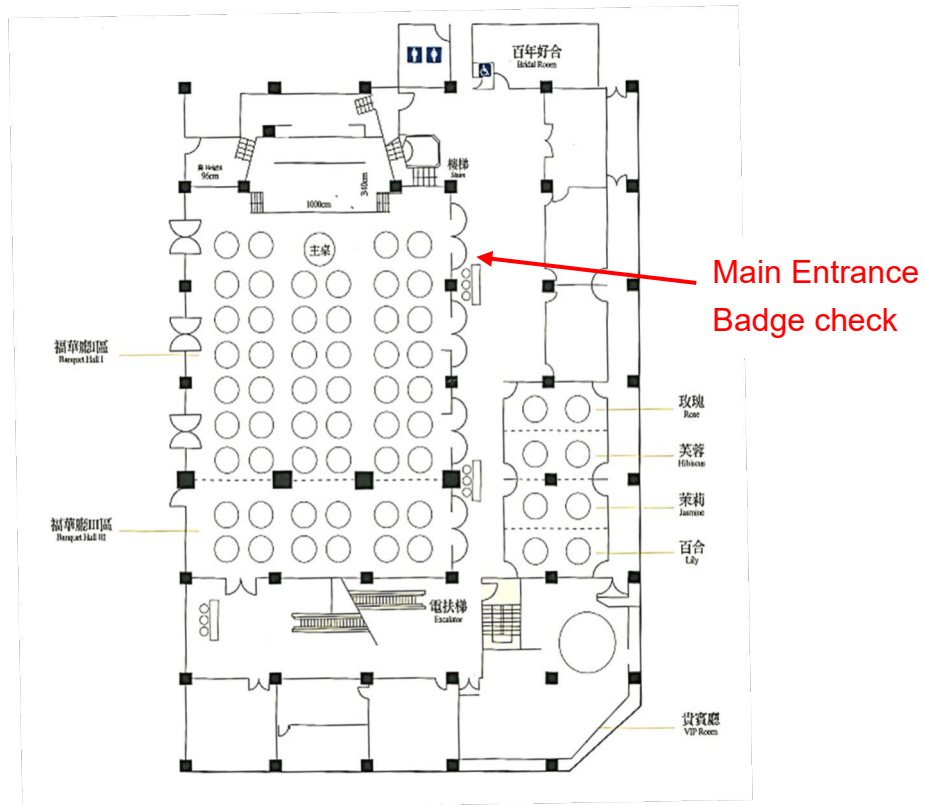 百年好合
Bridal Room
樓梯
Stairs
高 Height
96cm
340cm
1000cm
主桌
Main Entrance
Badge check
福華廳I區
Banquet Hall I
玫瑰
Rose
芙蓉
Hibiscus
茉莉
Jasmine
福華廳III區
Banquet Hall III
百合
Lily
電扶梯
Escalator
貴賓廳
VIP Room